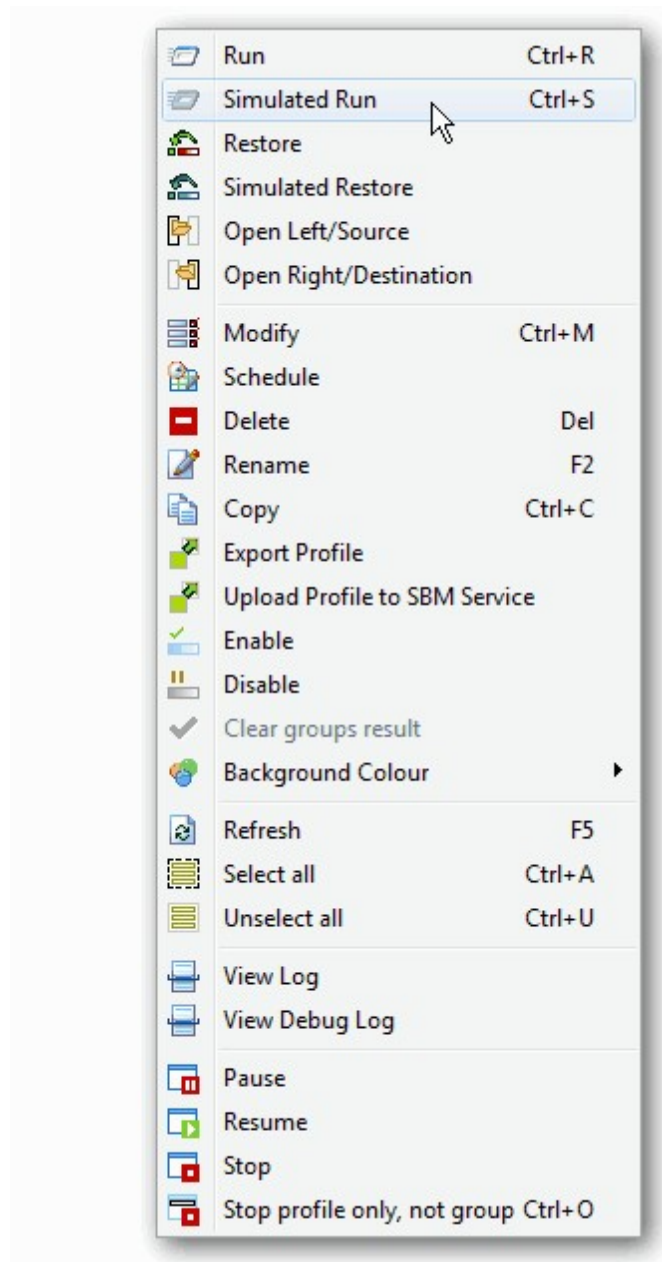 Run Ctrl+R
Simulated Run Ctrl+S
Restore
Simulated Restore
Open Left/Source
Open Right/Destination
Modify Ctrl+M
Schedule
Delete Del
Rename F2
Copy Ctrl+C
Export Profile
Upload Profile to SBM Service
Enable
Disable
Clear groups result
Background Colour
Refresh F5
Select all Ctrl+A
Unselect all Ctrl+U
View Log
View Debug Log
Pause
Resume
Stop
Stop profile only, not group Ctrl+O